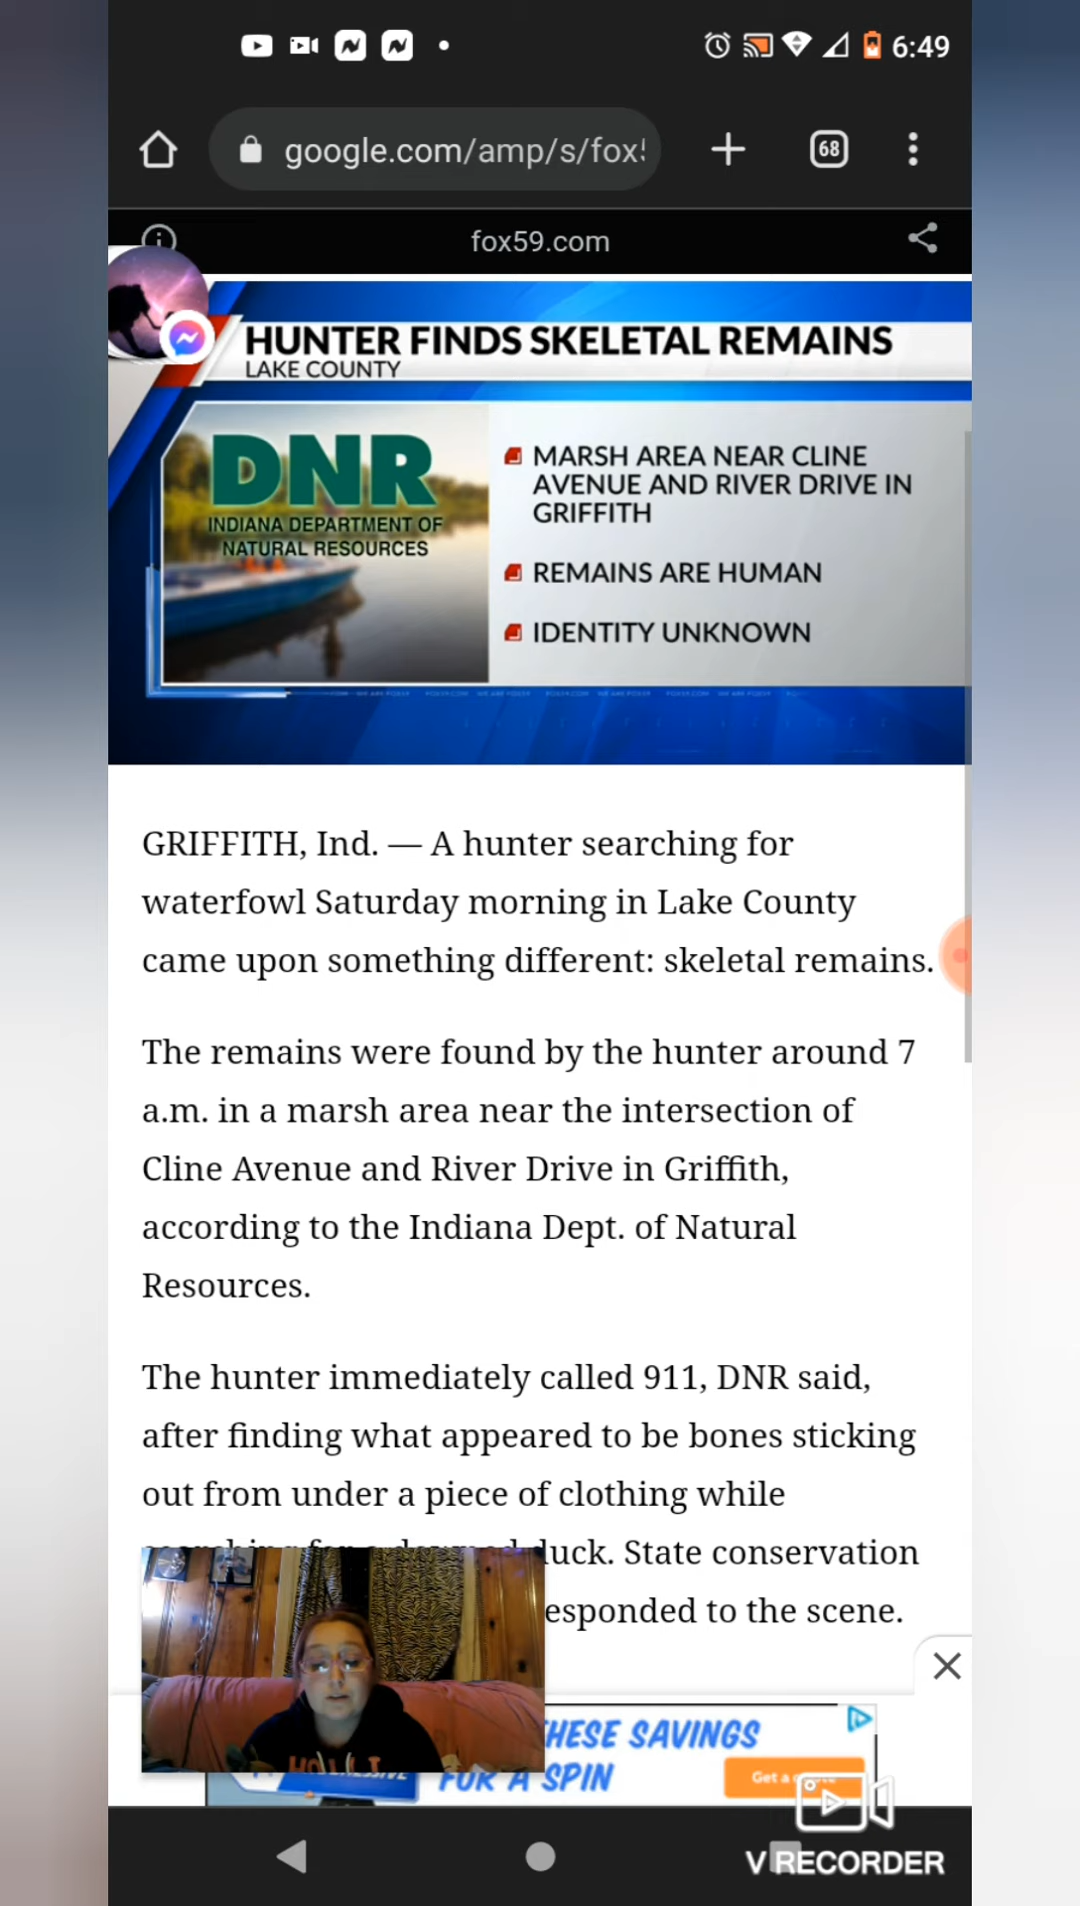 6:49
google.com/amp/s/fox5
68
fox59.com
HUNTER FINDS SKELETAL REMAINS
LAKE COUNTY
DNR
INDIANA DEPARTMENT OF
NATURAL RESOURCES
MARSH AREA NEAR CLINE
AVENUE AND RIVER DRIVE IN
GRIFFITH
REMAINS ARE HUMAN
IDENTITY UNKNOWN
GRIFFITH, Ind. — A hunter searching for
waterfowl Saturday morning in Lake County
came upon something different: skeletal remains.
The remains were found by the hunter around 7
a.m. in a marsh area near the intersection of
Cline Avenue and River Drive in Griffith,
according to the Indiana Dept. of Natural
Resources.
The hunter immediately called 911, DNR said,
after finding what appeared to be bones sticking
out from under a piece of clothing while
duck. State conservation
responded to the scene.
THESE SAVINGS
FOR A SPIN
Get a
V RECORDER